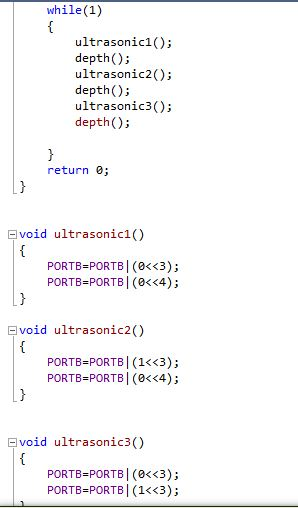 while(1)
{
ultrasonic1();
depth();
ultrasonic2();
depth();
ultrasonic3();
depth();
}
return 0;
}
void ultrasonic1()
{
PORTB=PORTB|(0<<3);
PORTB=PORTB|(0<<4);
}
void ultrasonic2()
{
PORTB=PORTB|(1<<3);
PORTB=PORTB|(0<<4);
}
void ultrasonic3()
{
PORTB=PORTB|(0<<3);
PORTB=PORTB|(1<<3);
}